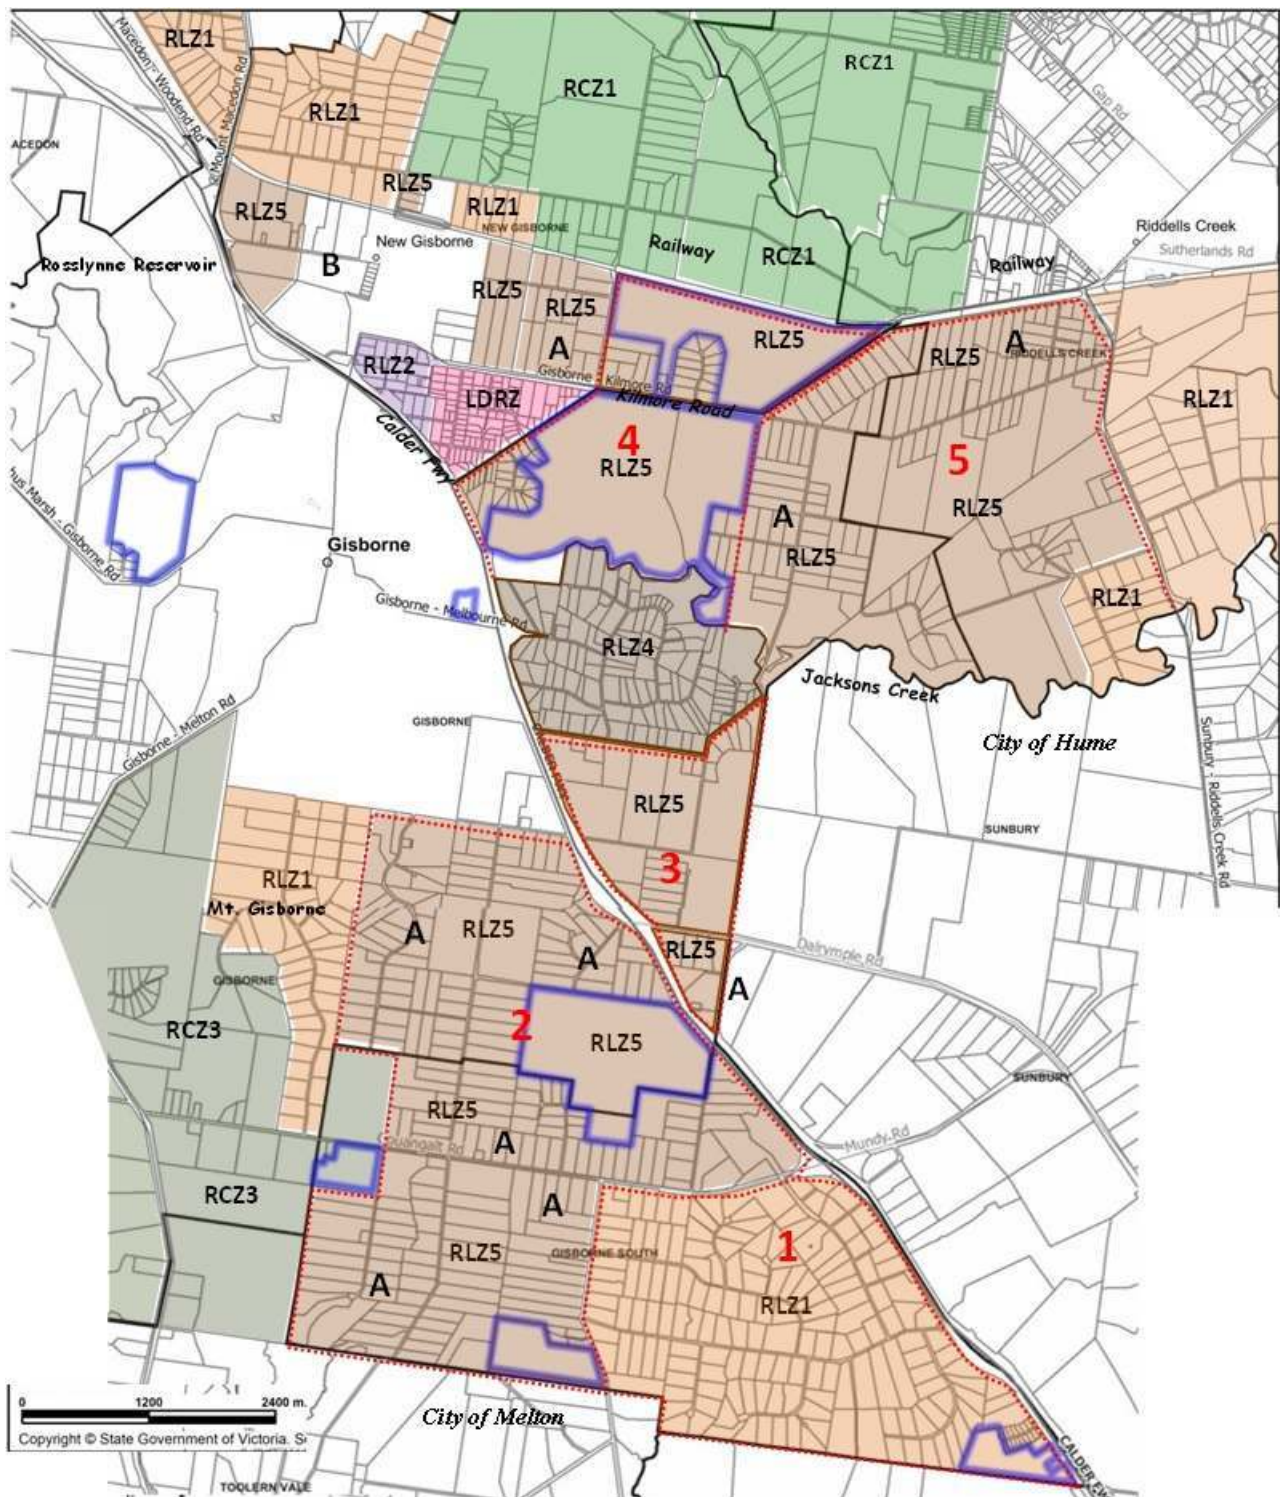 RLZ1
Macedon - Woodend Rd
Mount Macedon Rd
RLZ1
RCZ1
RCZ1
Gap Rd
ACEDON
RLZ5
RLZ5
RLZ1
NEW GISBORNE
New Gisborne
Railway
RCZ1
Railway
Riddells Creek
Sutherlands Rd
Rosslynne Reservoir
B
RLZ5
RLZ5
A
RLZ5
RLZ5
A
RIDDELLS CREEK
RLZ2
LDRZ
Gisborne - Kilmore Rd
Kilmore Road
RLZ1
Calder Fwy
4
RLZ5
5
RLZ5
hus Marsh - Gisborne Rd
A
RLZ5
Gisborne
Gisborne - Melbourne Rd
RLZ1
RLZ4
Jacksons Creek
Gisborne - Melton Rd
GISBORNE
City of Hume
Sunbury - Riddells Creek Rd
RLZ5
SUNBURY
3
RLZ1
Mt. Gisborne
A
RLZ5
A
RLZ5
Dalrymple Rd
GISBORNE
A
RCZ3
2
RLZ5
SUNBURY
RLZ5
A
Mundy Rd
RCZ3
A
RLZ5
GISBORNE SOUTH
1
RLZ1
A
0 1200 2400 m.
City of Melton
Copyright © State Government of Victoria.
CALDER FW
TOOLERN VALE